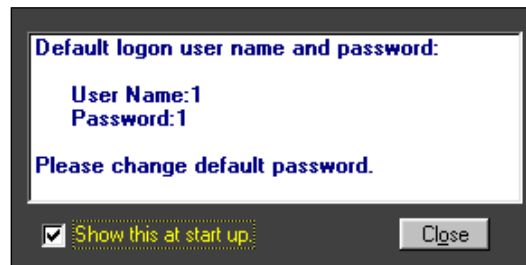 Default logon user name and password:
User Name:1
Password:1
Please change default password.
Show this at start up.
Close